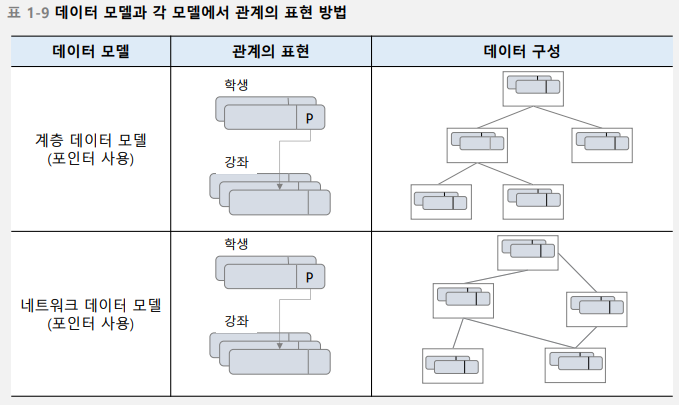 표 1-9 데이터 모델과 각 모델에서 관계의 표현 방법
데이터 모델 관계의 표현 데이터 구성
계층 데이터 모델
(포인터 사용)
학생
P
강좌
네트워크 데이터 모델
(포인터 사용)
학생
P
강좌